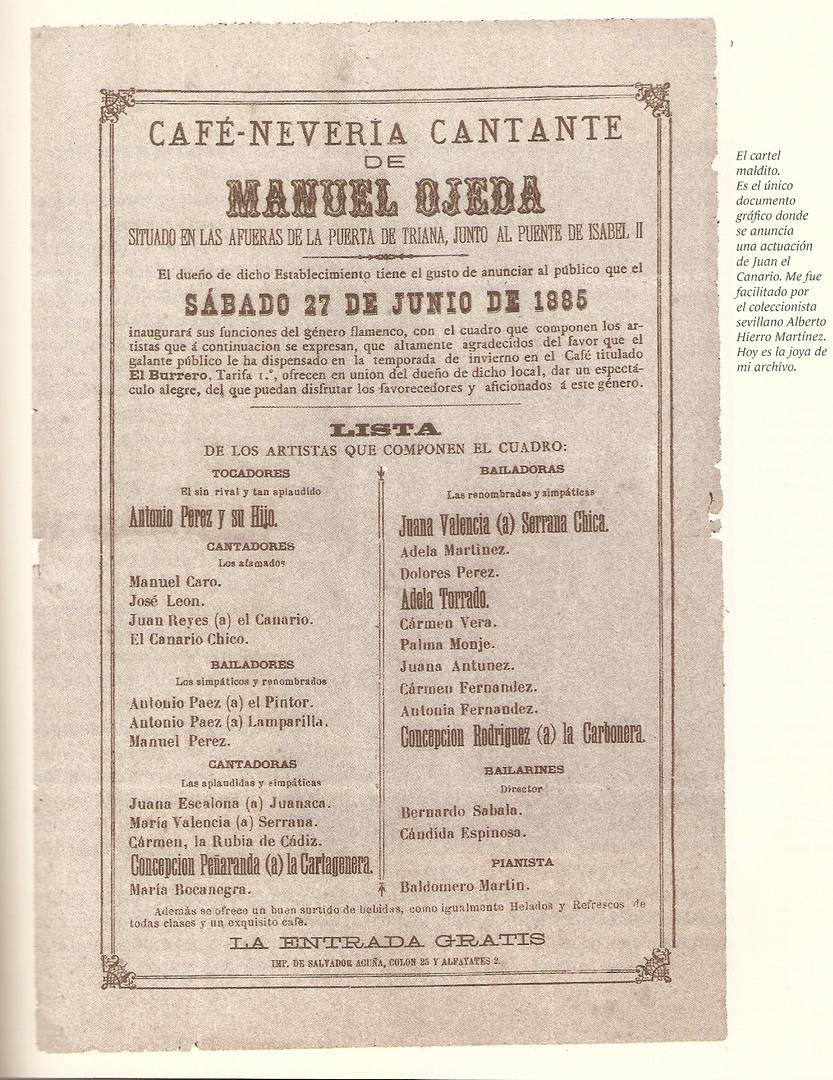 CAFÉ-NEVERÍA CANTANTE
DE
MANUEL OJEDA
SITUADO EN LAS AFUERAS DE LA PUERTA DE TRIANA, JUNTO AL PUENTE DE ISABEL II
El dueño de dicho Establecimiento tiene el gusto de anunciar al público que el
SÁBADO 27 DE JUNIO DE 1885
inaugurará sus funciones del género flamenco, con el cuadro que componen los ar-
tistas que á continuacion se expresan, que altamente agradecidos del favor que el
galante público le ha dispensado en la temporada de invierno en el Café titulado
El Burrero, Tarifa 1.º, ofrecen en union del dueño de dicho local, dar un espectá-
culo alegre, del que puedan disfrutar los favorecedores y aficionados á este género.
LISTA
DE LOS ARTISTAS QUE COMPONEN EL CUADRO:
TOCADORES
El sin rival y tan aplaudido
Antonio Perez y su Hijo.
CANTADORES
Los afamados
Manuel Caro.
José Leon.
Juan Reyes (a) el Canario.
El Canario Chico.
BAILADORES
Los simpáticos y renombrados
Antonio Paez (a) el Pintor.
Antonio Paez (a) Lamparilla.
Manuel Perez.
CANTADORAS
Las aplaudidas y simpáticas
Juana Escalona (a) Juanaca.
María Valencia (a) Serrana.
Cármen, la Rubia de Cádiz.
Concepcion Peñaranda (a) la Cartagenera.
María Bocanegra.
BAILADORAS
Las renombradas y simpáticas
Juana Valencia (a) Serrana Chica.
Adela Martinez.
Dolores Perez.
Adela Torrado.
Cármen Vera.
Palma Monje.
Juana Antunez.
Cármen Fernandez.
Antonia Fernandez.
Concepcion Rodriguez (a) la Carbonera.
BAILARINES
Director
Bernardo Sabala.
Cándida Espinosa.
PIANISTA
Baldomero Martin.
Además se ofrece un buen surtido de bebidas, como igualmente Helados y Refrescos de
todas clases y un exquisito café.
LA ENTRADA GRATIS
IMP. DE SALVADOR ACUÑA, COLON 25 Y ALFAYATES 2.
El cartel
maldito.
Es el único
documento
gráfico donde
se anuncia
una actuación
de Juan el
Canario. Me fue
facilitado por
el coleccionista
sevillano Alberto
Hierro Martínez.
Hoy es la joya de
mi archivo.